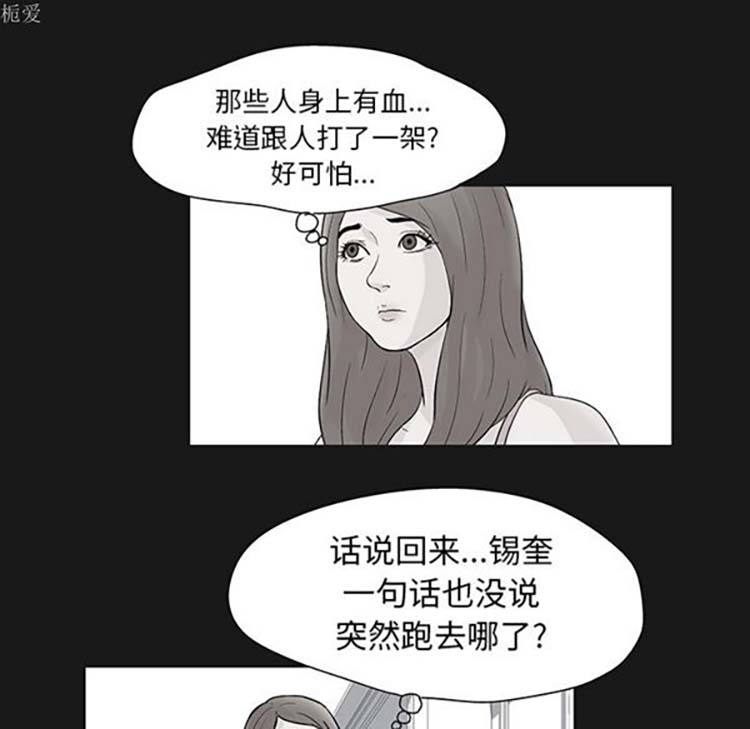 栀爱
那些人身上有血...
难道跟人打了一架?
好可怕...
话说回来...锡奎
一句话也没说
突然跑去哪了?